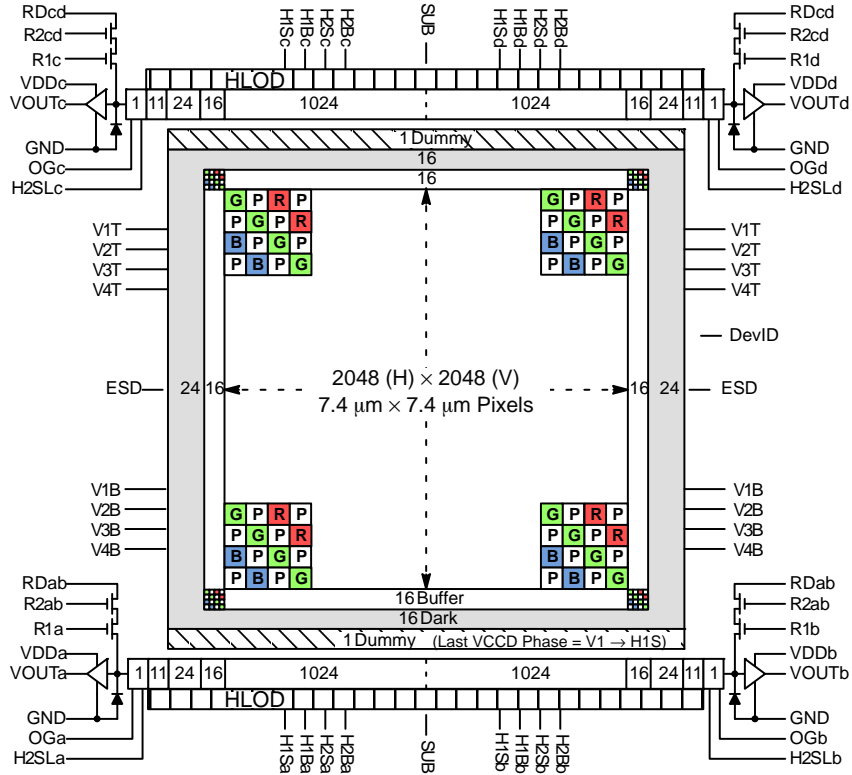 RDcd
R2cd
R1c
VDDc
VOUTc
GND
OGc
H2SLc
H1Sc
H1Bc
H2Sc
H2Bc
SUB
H1Sd
H1Bd
H2Sd
H2Bd
RDcd
R2cd
R1d
VDDd
VOUTd
GND
OGd
H2SLd
HLOD
1 11 24 16 1024 1024 16 24 11 1
1 Dummy
16
16
G P R P
P G P R
B P G P
P B P G
G P R P
P G P R
B P G P
P B P G
V1T
V2T
V3T
V4T
V1T
V2T
V3T
V4T
DevID
ESD
24 16
2048 (H) × 2048 (V)
7.4 μm × 7.4 μm Pixels
16 24
ESD
V1B
V2B
V3B
V4B
V1B
V2B
V3B
V4B
G P R P
P G P R
B P G P
P B P G
G P R P
P G P R
B P G P
P B P G
16 Buffer
16 Dark
1 Dummy (Last VCCD Phase = V1 → H1S)
1 11 24 16 1024 1024 16 24 11 1
HLOD
RDab
R2ab
R1a
VDDa
VOUTa
GND
OGa
H2SLa
H1Sa
H1Ba
H2Sa
H2Ba
SUB
H1Sb
H1Bb
H2Sb
H2Bb
RDab
R2ab
R1b
VDDb
VOUTb
GND
OGb
H2SLb